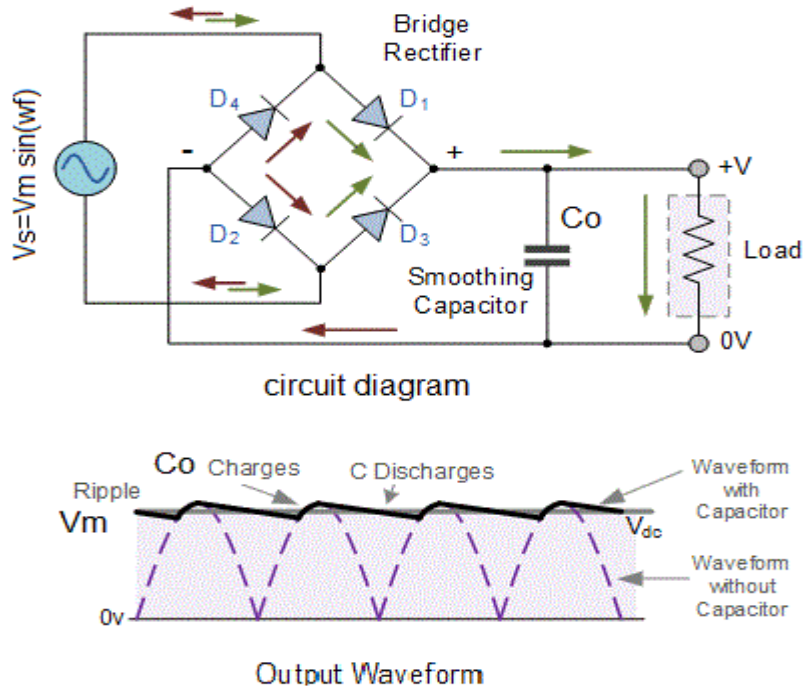 Bridge
Rectifier
Vs=Vm sin(wf)
D4
D1
-
+
D2
D3
Co
Smoothing
Capacitor
+V
Load
0V
circuit diagram
Co
Charges
C Discharges
Waveform
with
Capacitor
Ripple
Vm
Vdc
Waveform
without
Capacitor
0v
Output Waveform